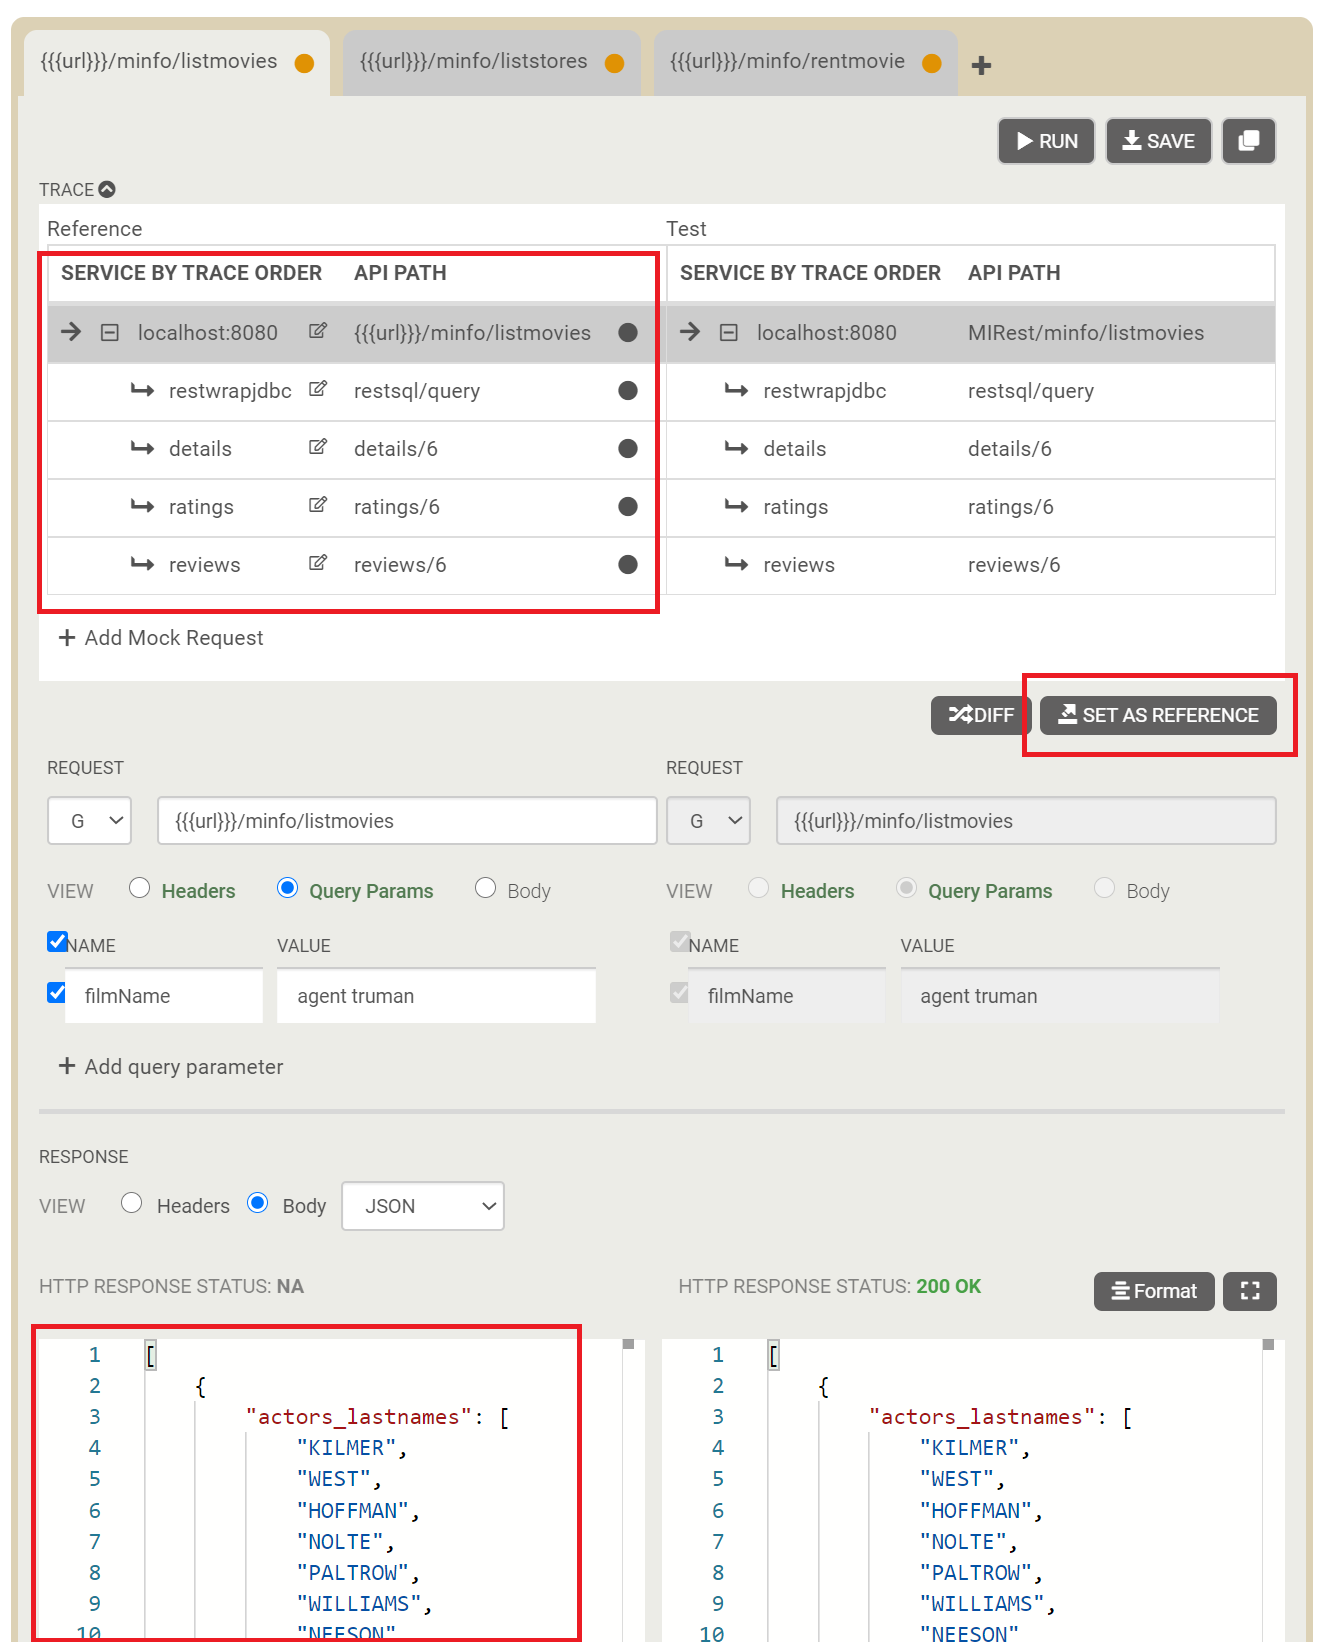 {{{url}}}/minfo/listmovies {{{url}}}/minfo/liststores {{{url}}}/minfo/rentmovie
RUN SAVE
TRACE
Reference Test
SERVICE BY TRACE ORDER API PATH SERVICE BY TRACE ORDER API PATH
localhost:8080 {{{url}}}/minfo/listmovies localhost:8080 MIRest/minfo/listmovies
restwrapjdbc restsql/query restwrapjdbc restsql/query
details details/6 details details/6
ratings ratings/6 ratings ratings/6
reviews reviews/6 reviews reviews/6
+ Add Mock Request
DIFF SET AS REFERENCE
REQUEST REQUEST
G {{{url}}}/minfo/listmovies G {{{url}}}/minfo/listmovies
VIEW Headers Query Params Body VIEW Headers Query Params Body
NAME VALUE NAME VALUE
filmName agent truman filmName agent truman
+ Add query parameter
RESPONSE
VIEW Headers Body JSON
HTTP RESPONSE STATUS: NA HTTP RESPONSE STATUS: 200 OK Format
1 [ 1 [
2 { 2 {
3 "actors_lastnames": [ 3 "actors_lastnames": [
4 "KILMER", 4 "KILMER",
5 "WEST", 5 "WEST",
6 "HOFFMAN", 6 "HOFFMAN",
7 "NOLTE", 7 "NOLTE",
8 "PALTROW", 8 "PALTROW",
9 "WILLIAMS", 9 "WILLIAMS",
10 "NEESON" 10 "NEESON"